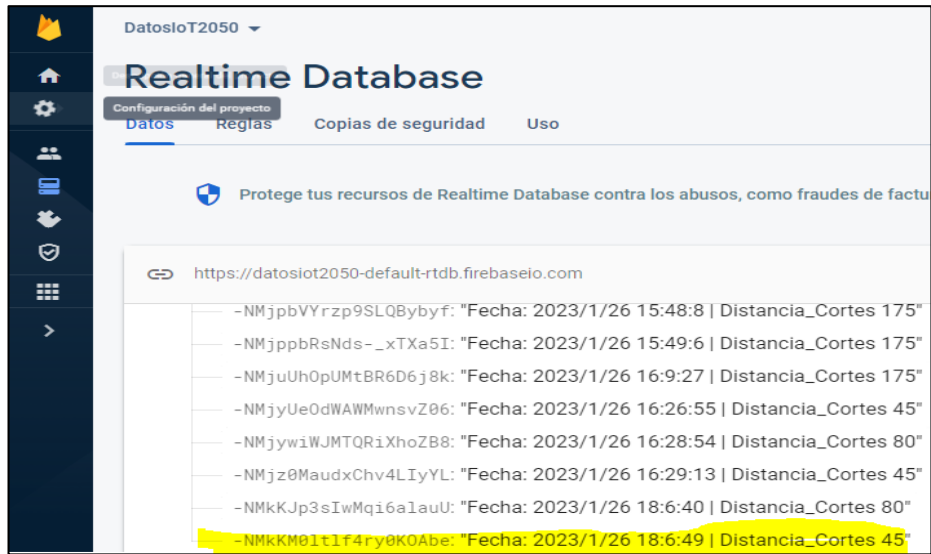 DatosIoT2050
Realtime Database
Configuración del proyecto
Datos Reglas Copias de seguridad Uso
Protege tus recursos de Realtime Database contra los abusos, como fraudes de factu
https://datosiot2050-default-rtdb.firebaseio.com
-NMjpbVYrzp9SLQBybyf: "Fecha: 2023/1/26 15:48:8 | Distancia_Cortes 175"
-NMjppbRsNds-_xTXa5I: "Fecha: 2023/1/26 15:49:6 | Distancia_Cortes 175"
-NMjuUhOpUMtBR6D6j8k: "Fecha: 2023/1/26 16:9:27 | Distancia_Cortes 175"
-NMjyUeOdWAWMwnsvZ06: "Fecha: 2023/1/26 16:26:55 | Distancia_Cortes 45"
-NMjywiWJMTQRiXhoZB8: "Fecha: 2023/1/26 16:28:54 | Distancia_Cortes 80"
-NMjz0MaudxChv4LIyYL: "Fecha: 2023/1/26 16:29:13 | Distancia_Cortes 45"
-NMkKJp3sIwMqi6alauU: "Fecha: 2023/1/26 18:6:40 | Distancia_Cortes 80"
-NMkKM0ltlf4ry0KOAbe: "Fecha: 2023/1/26 18:6:49 | Distancia_Cortes 45"